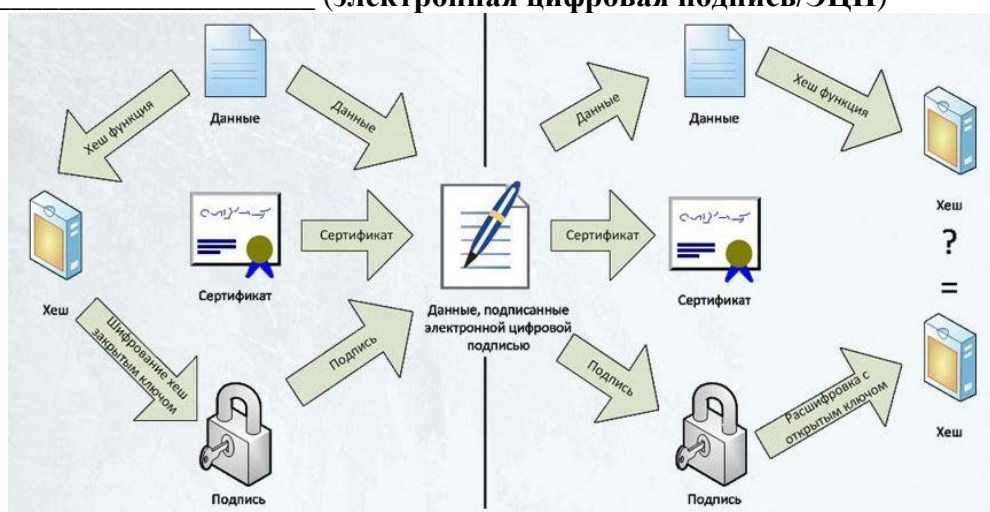 (электронная цифровая подпись/ЭЦП)
Данные
Хеш функция
Данные
Хеш
Сертификат
Сертификат
Шифрование хеш
закрытым ключом
Подпись
Подпись
Данные, подписанные
электронной цифровой
подписью
Данные
Данные
Хеш функция
Хеш
?
=
Сертификат
Сертификат
Подпись
Подпись
Расшифровка с
открытым ключом
Хеш